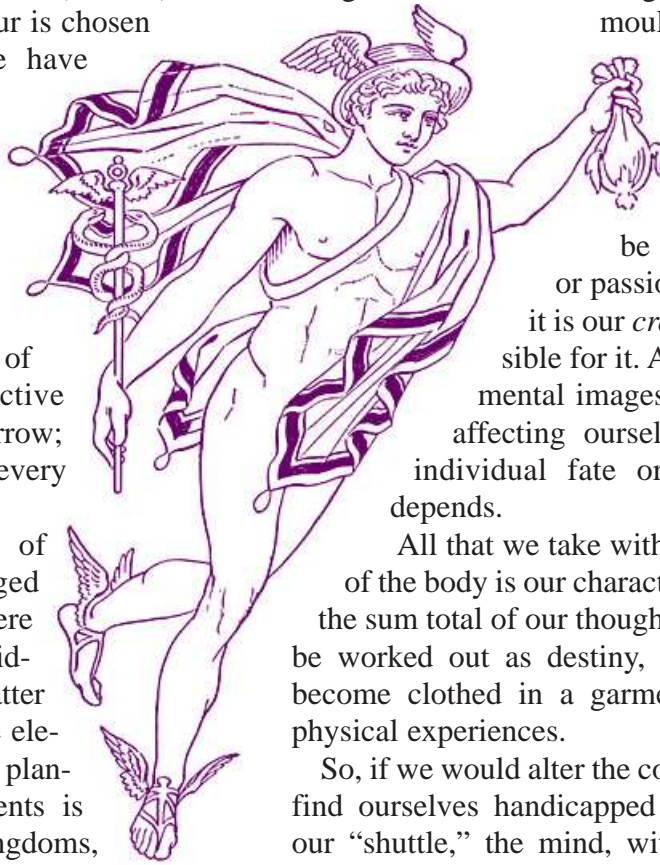 ur is chosen
e have
of
ctive
rrow;
every
of
ged
ere
id-
atter
e ele-
plan-
ents is
ngdoms,
moul
be
or passio
it is our cre
sible for it. A
mental images
affecting oursel
individual fate or
depends.
All that we take with
of the body is our charact
the sum total of our though
be worked out as destiny,
become clothed in a garme
physical experiences.
So, if we would alter the co
find ourselves handicapped
our “shuttle,” the mind, wi